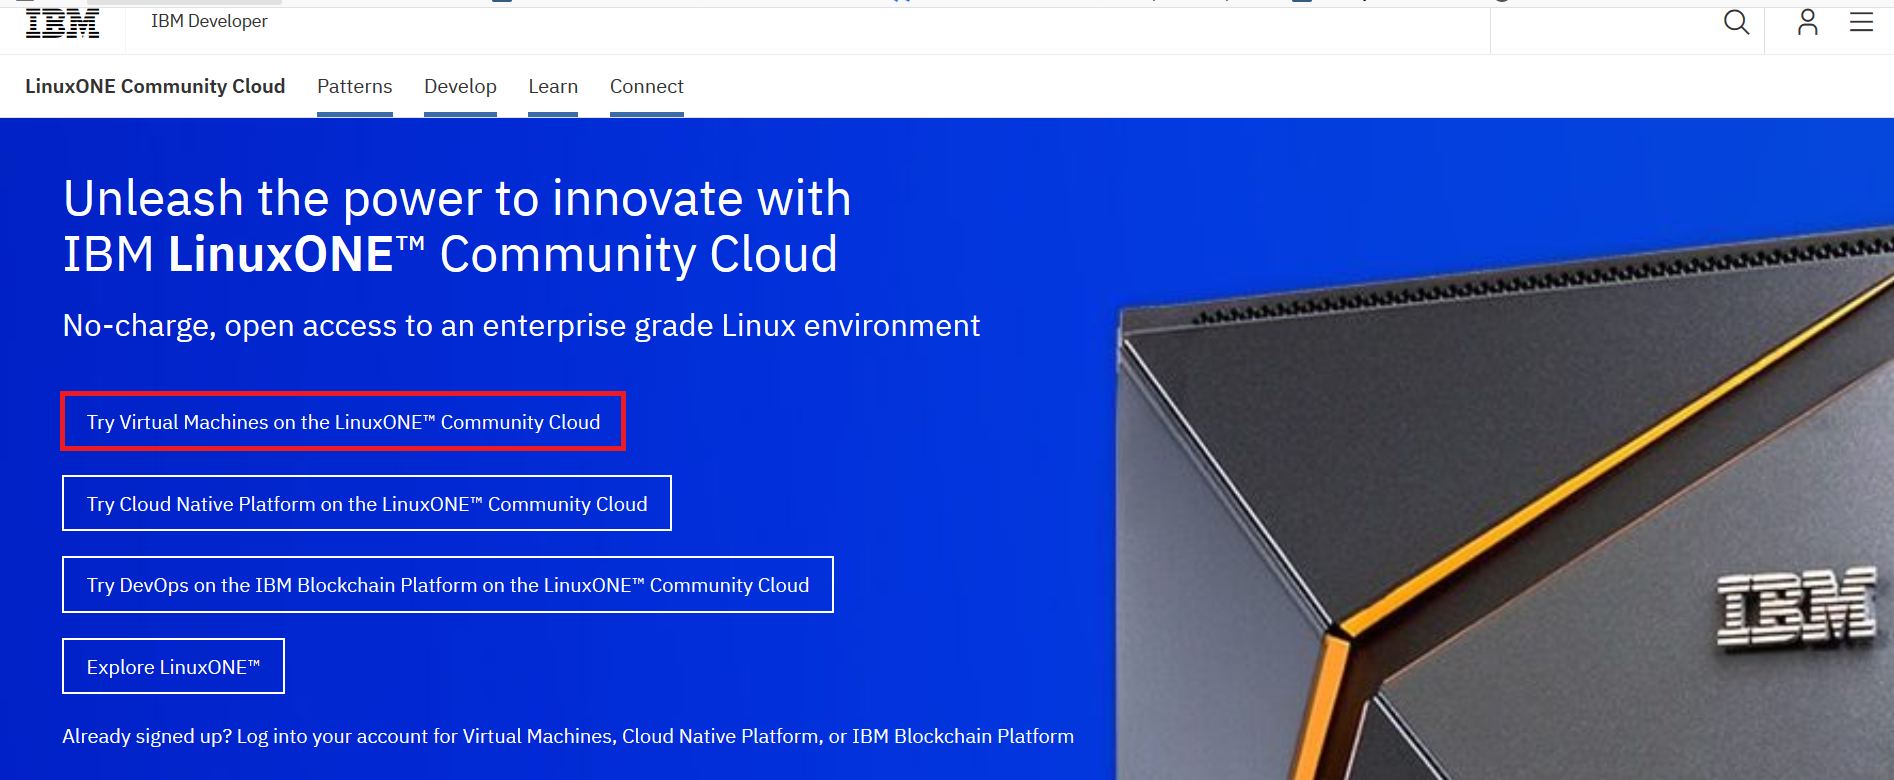 IBM
IBM Developer
LinuxONE Community Cloud
Patterns
Develop
Learn
Connect
Unleash the power to innovate with
IBM LinuxONE™ Community Cloud
No-charge, open access to an enterprise grade Linux environment
Try Virtual Machines on the LinuxONE™ Community Cloud
Try Cloud Native Platform on the LinuxONE™ Community Cloud
Try DevOps on the IBM Blockchain Platform on the LinuxONE™ Community Cloud
IBM
Explore LinuxONE™
Already signed up? Log into your account for Virtual Machines, Cloud Native Platform, or IBM Blockchain Platform